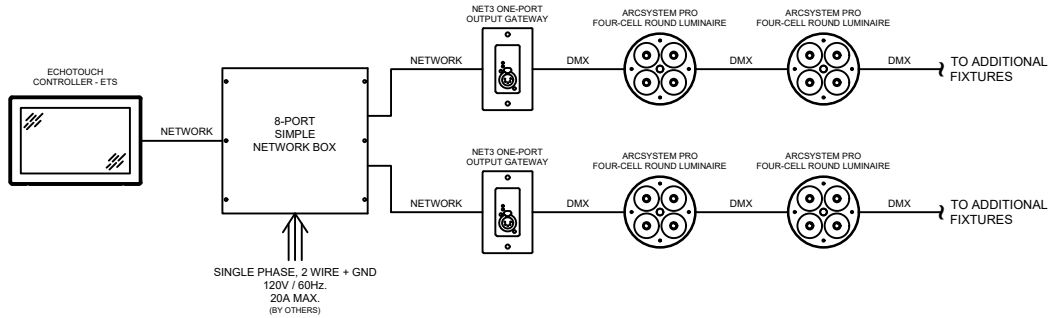 ECHOTOUCH
CONTROLLER - ETS
NETWORK
8-PORT
SIMPLE
NETWORK BOX
SINGLE PHASE, 2 WIRE + GND
120V / 60Hz.
20A MAX.
(BY OTHERS)
NETWORK
NET3 ONE-PORT
OUTPUT GATEWAY
DMX
ARCSYSTEM PRO
FOUR-CELL ROUND LUMINAIRE
DMX
ARCSYSTEM PRO
FOUR-CELL ROUND LUMINAIRE
DMX
TO ADDITIONAL
FIXTURES
NETWORK
NET3 ONE-PORT
OUTPUT GATEWAY
DMX
ARCSYSTEM PRO
FOUR-CELL ROUND LUMINAIRE
DMX
ARCSYSTEM PRO
FOUR-CELL ROUND LUMINAIRE
DMX
TO ADDITIONAL
FIXTURES